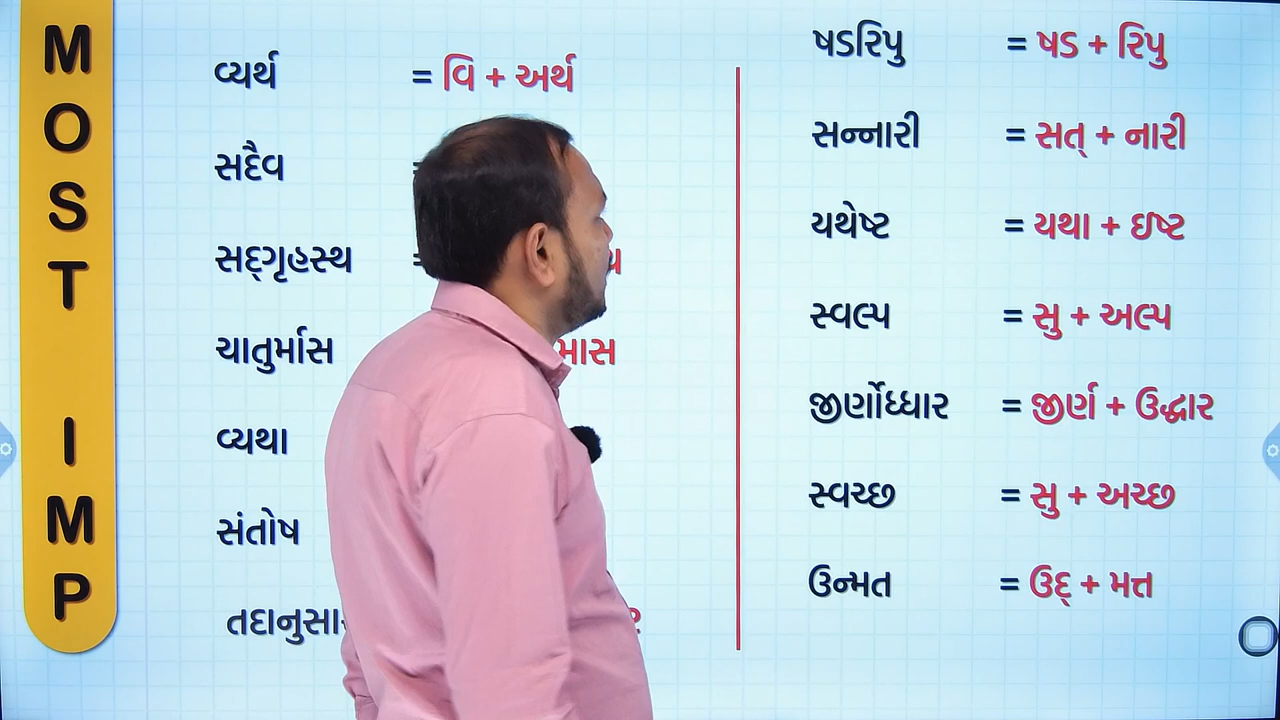 MOST IMP
વ્યર્થ = વિ + અર્થ
સદૈવ
સદ્ગૃહસ્થ
ચાતુર્માસ માસ
વ્યથા
સંતોષ
ષડરિપુ = ષડ + રિપુ
સન્નારી = સત્ + નારી
યથેષ્ટ = યથા + ઇષ્ટ
સ્વલ્પ = સુ + અલ્પ
જીર્ણોધ્ધાર = જીર્ણ + ઉદ્ધાર
સ્વચ્છ = સુ + અચ્છ
ઉન્મત = ઉદ્ + મત્ત